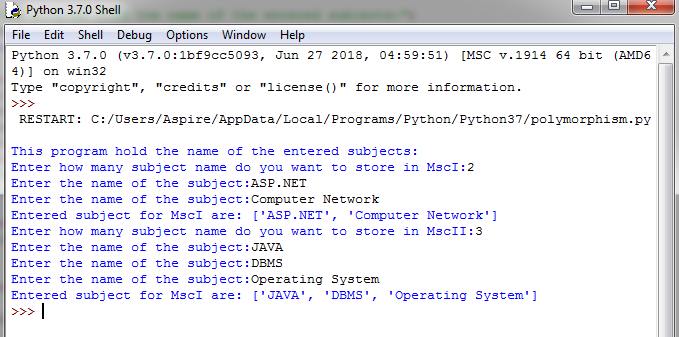 Python 3.7.0 Shell
File Edit Shell Debug Options Window Help
Python 3.7.0 (v3.7.0:1bf9cc5093, Jun 27 2018, 04:59:51) [MSC v.1914 64 bit (AMD6
4)] on win32
Type "copyright", "credits" or "license()" for more information.
>>>
RESTART: C:/Users/Aspire/AppData/Local/Programs/Python/Python37/polymorphism.py
This program hold the name of the entered subjects:
Enter how many subject name do you want to store in MscI:2
Enter the name of the subject:ASP.NET
Enter the name of the subject:Computer Network
Entered subject for MscI are: ['ASP.NET', 'Computer Network']
Enter how many subject name do you want to store in MscII:3
Enter the name of the subject:JAVA
Enter the name of the subject:DBMS
Enter the name of the subject:Operating System
Entered subject for MscI are: ['JAVA', 'DBMS', 'Operating System']
>>>